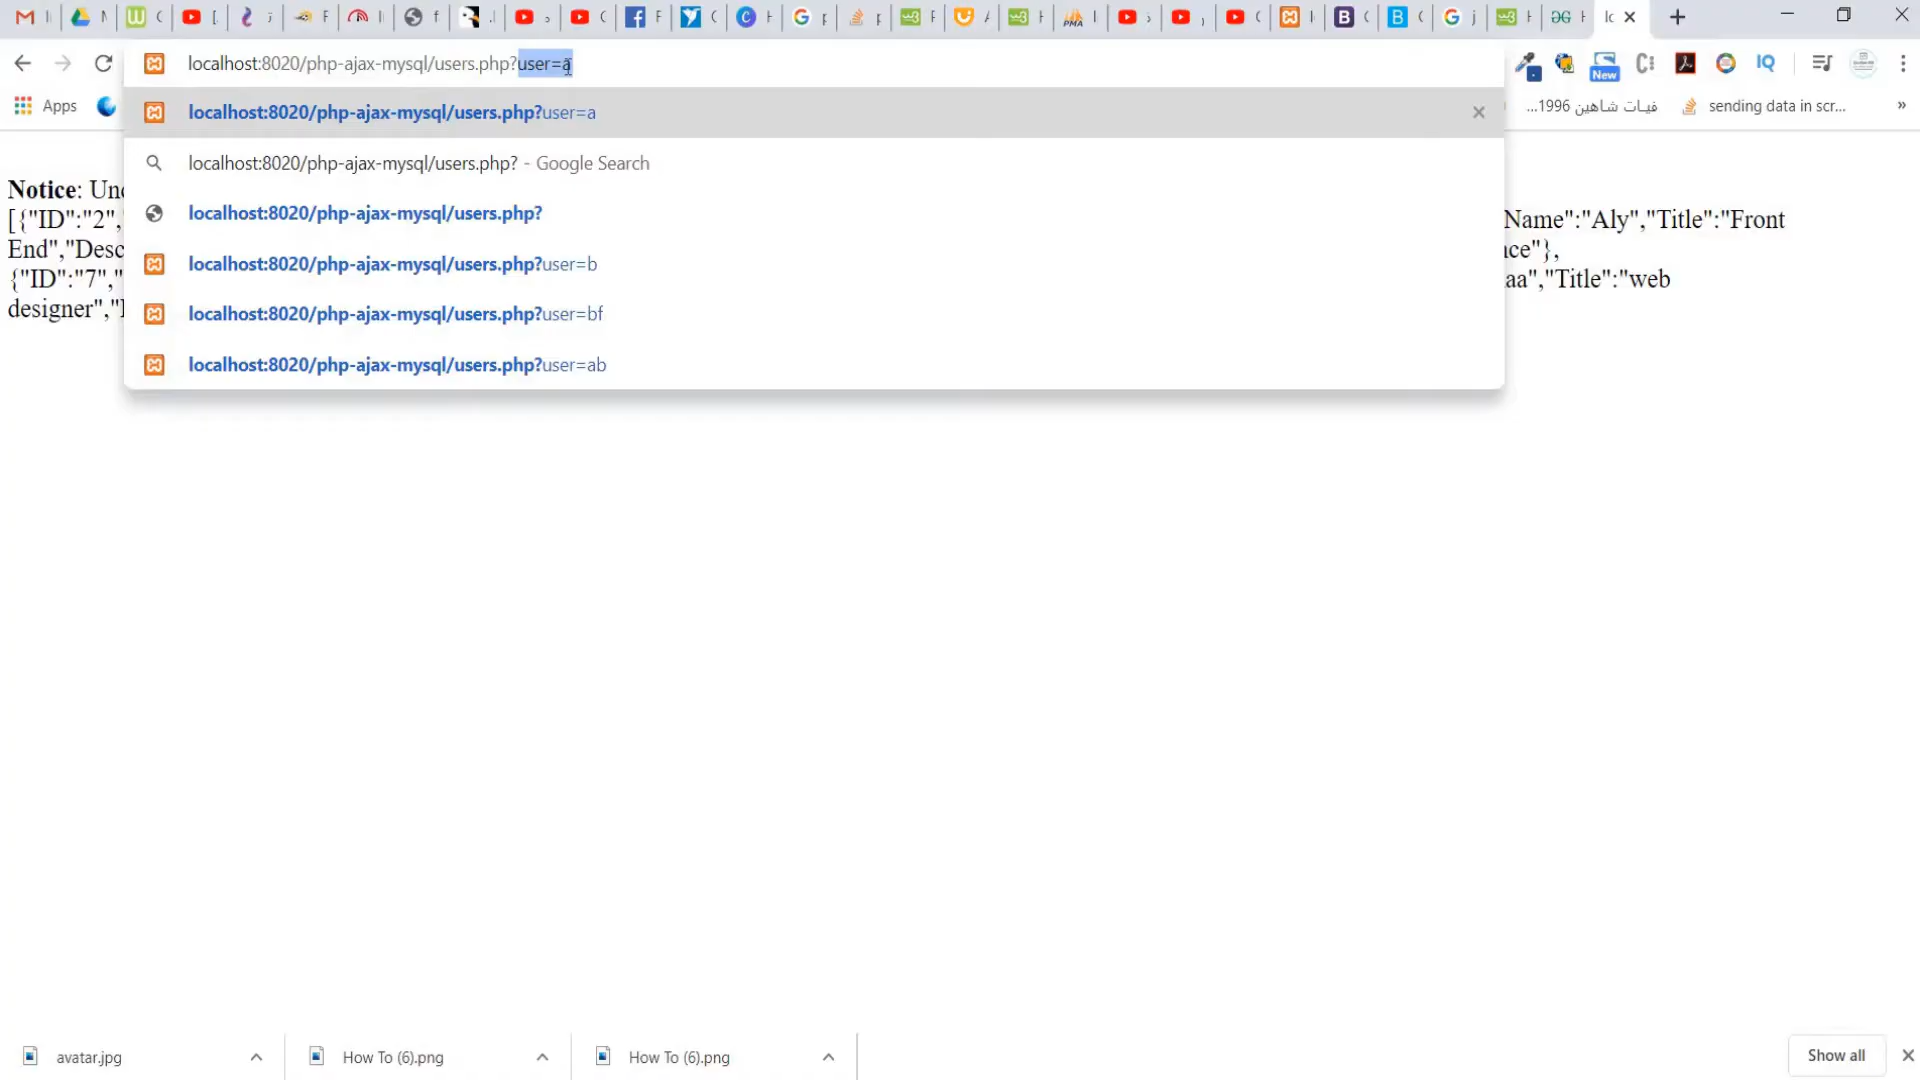 localhost:8020/php-ajax-mysql/users.php?user=a
New
Apps
1996 فيات شاهين...
sending data in scr...
»
localhost:8020/php-ajax-mysql/users.php?user=a
localhost:8020/php-ajax-mysql/users.php? - Google Search
localhost:8020/php-ajax-mysql/users.php?
localhost:8020/php-ajax-mysql/users.php?user=b
localhost:8020/php-ajax-mysql/users.php?user=bf
localhost:8020/php-ajax-mysql/users.php?user=ab
Notice:
[{"ID":"2", Name":"Aly","Title":"Front
End","Desc ce"},
{"ID":"7"," aa","Title":"web
designer","
avatar.jpg
How To (6).png
How To (6).png
Show all